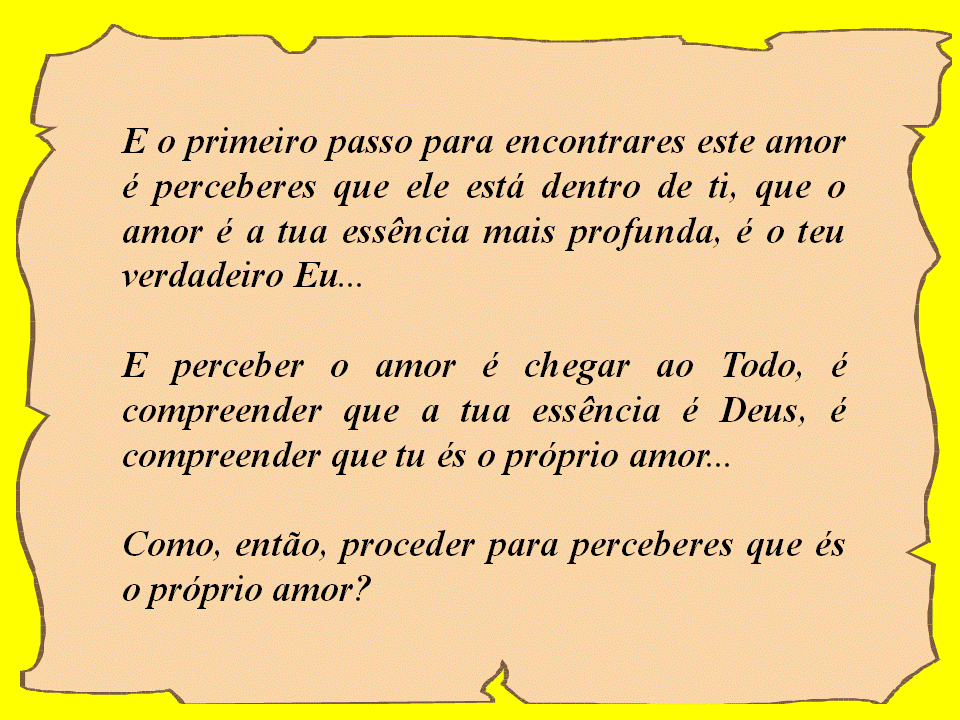 E o primeiro passo para encontrares este amor
é perceberes que ele está dentro de ti, que o
amor é a tua essência mais profunda, é o teu
verdadeiro Eu...
E perceber o amor é chegar ao Todo, é
compreender que a tua essência é Deus, é
compreender que tu és o próprio amor...
Como, então, proceder para perceberes que és
o próprio amor?